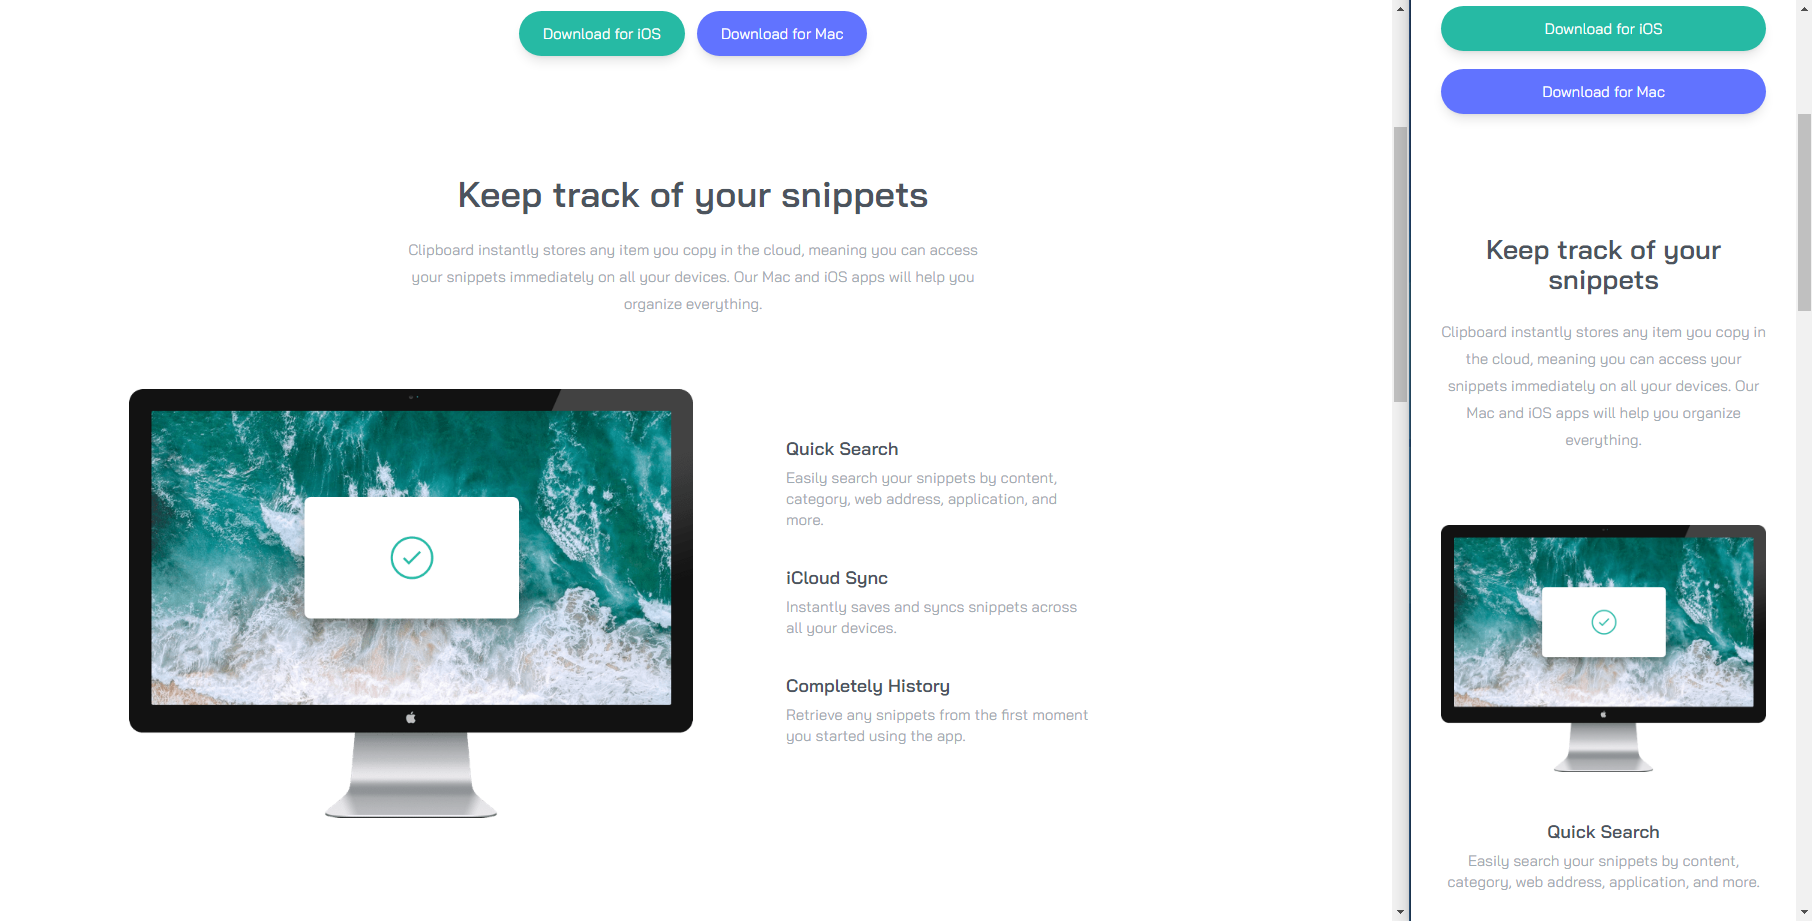 Download for iOS
Download for Mac
Keep track of your snippets
Clipboard instantly stores any item you copy in the cloud, meaning you can access
your snippets immediately on all your devices. Our Mac and iOS apps will help you
organize everything.
Quick Search
Easily search your snippets by content,
category, web address, application, and
more.
iCloud Sync
Instantly saves and syncs snippets across
all your devices.
Completely History
Retrieve any snippets from the first moment
you started using the app.
Download for iOS
Download for Mac
Keep track of your
snippets
Clipboard instantly stores any item you copy in
the cloud, meaning you can access your
snippets immediately on all your devices. Our
Mac and iOS apps will help you organize
everything.
Quick Search
Easily search your snippets by content,
category, web address, application, and more.